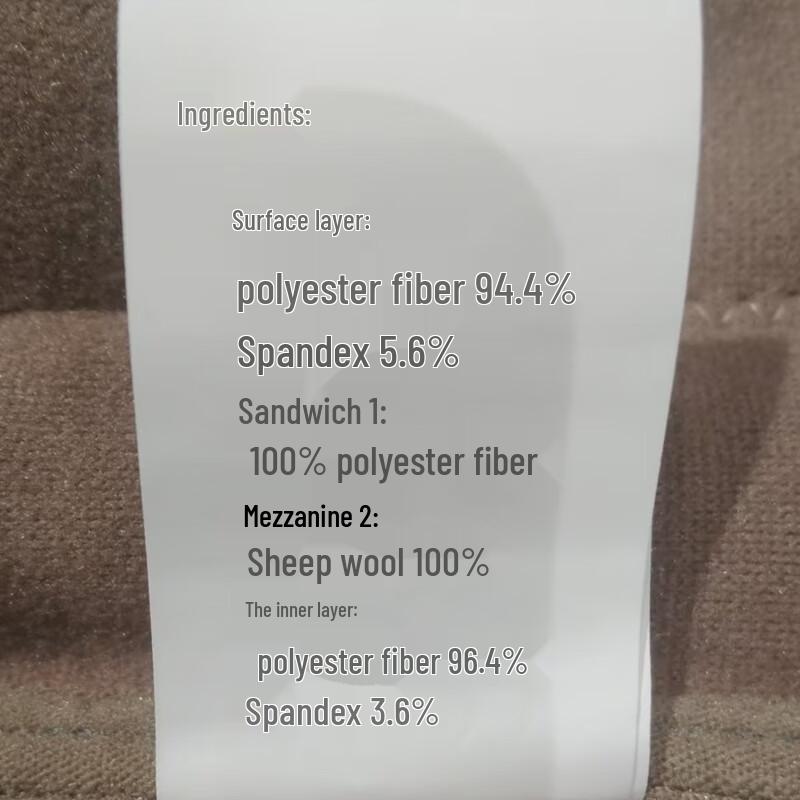 Ingredients:
Surface layer:
polyester fiber 94.4%
Spandex 5.6%
Sandwich 1:
100% polyester fiber
Mezzanine 2:
Sheep wool 100%
The inner layer:
polyester fiber 96.4%
Spandex 3.6%